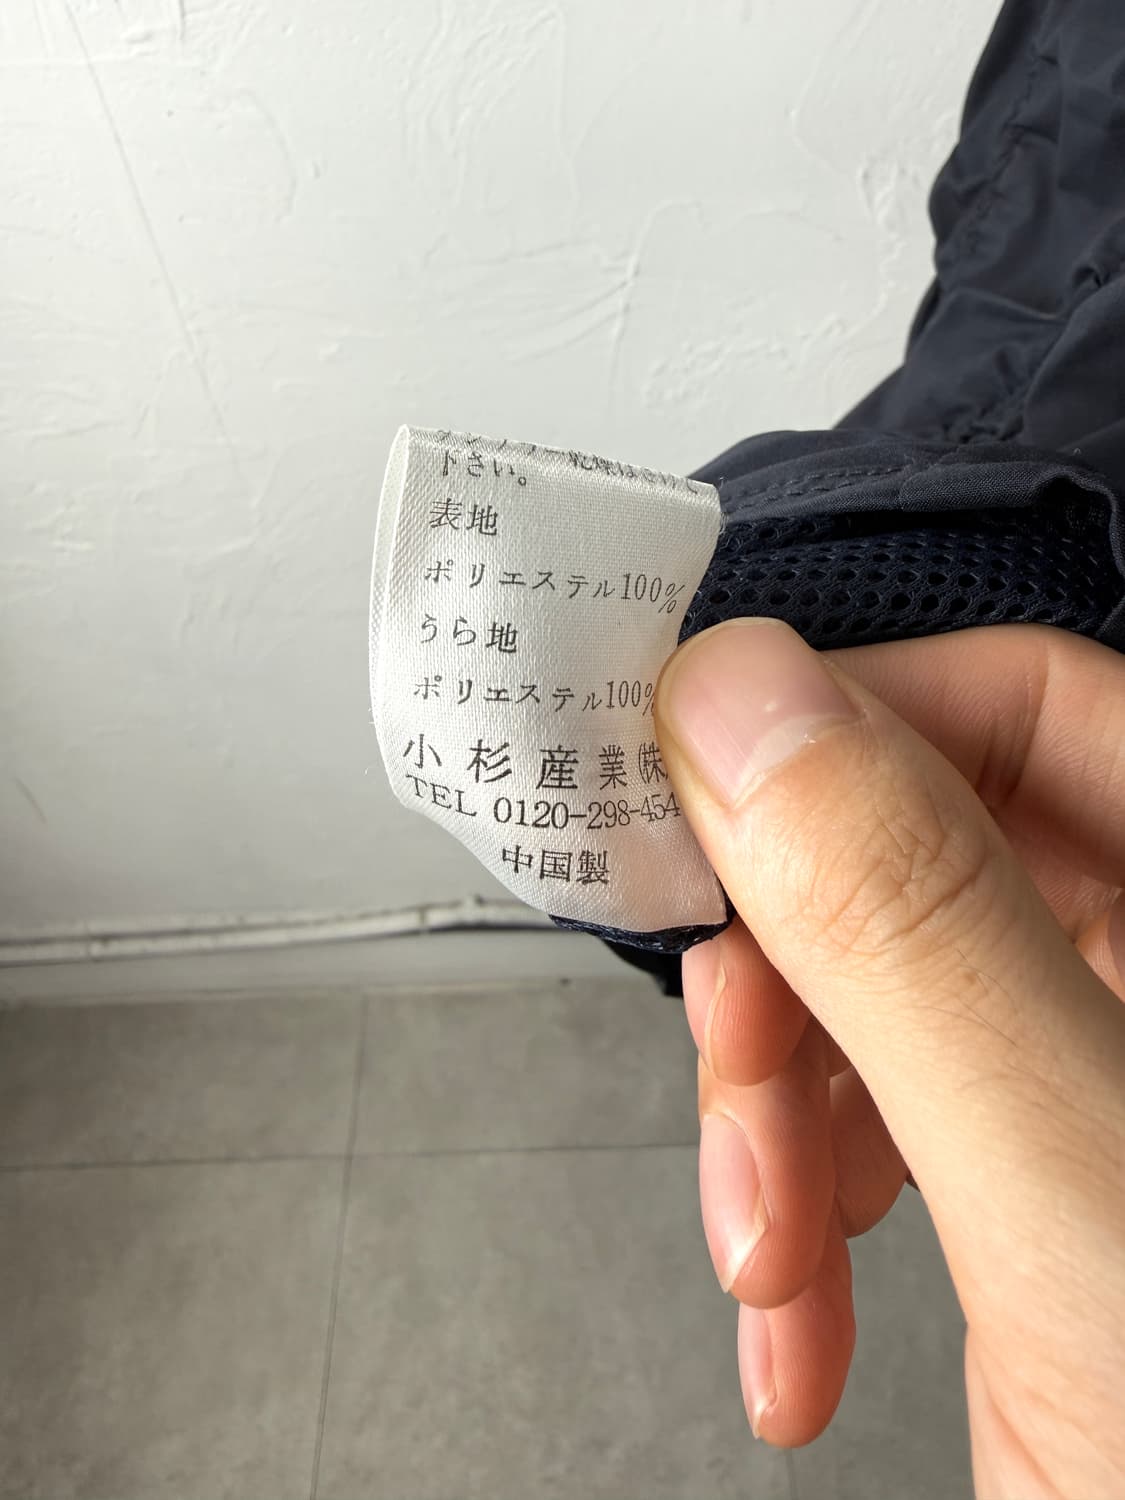 下さい。
表地
ポリエステル100%
うら地
ポリエステル100%
小杉産業㈱
TEL 0120-298-454
中国製